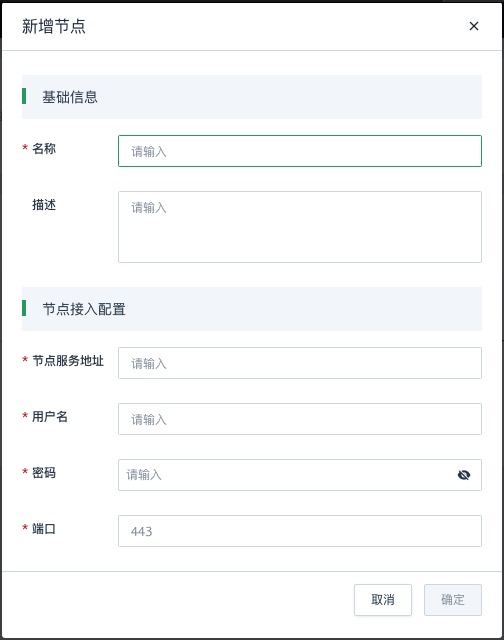 新增节点
基础信息
* 名称
请输入
描述
请输入
节点接入配置
* 节点服务地址
请输入
* 用户名
请输入
* 密码
请输入
* 端口
443
取消
确定